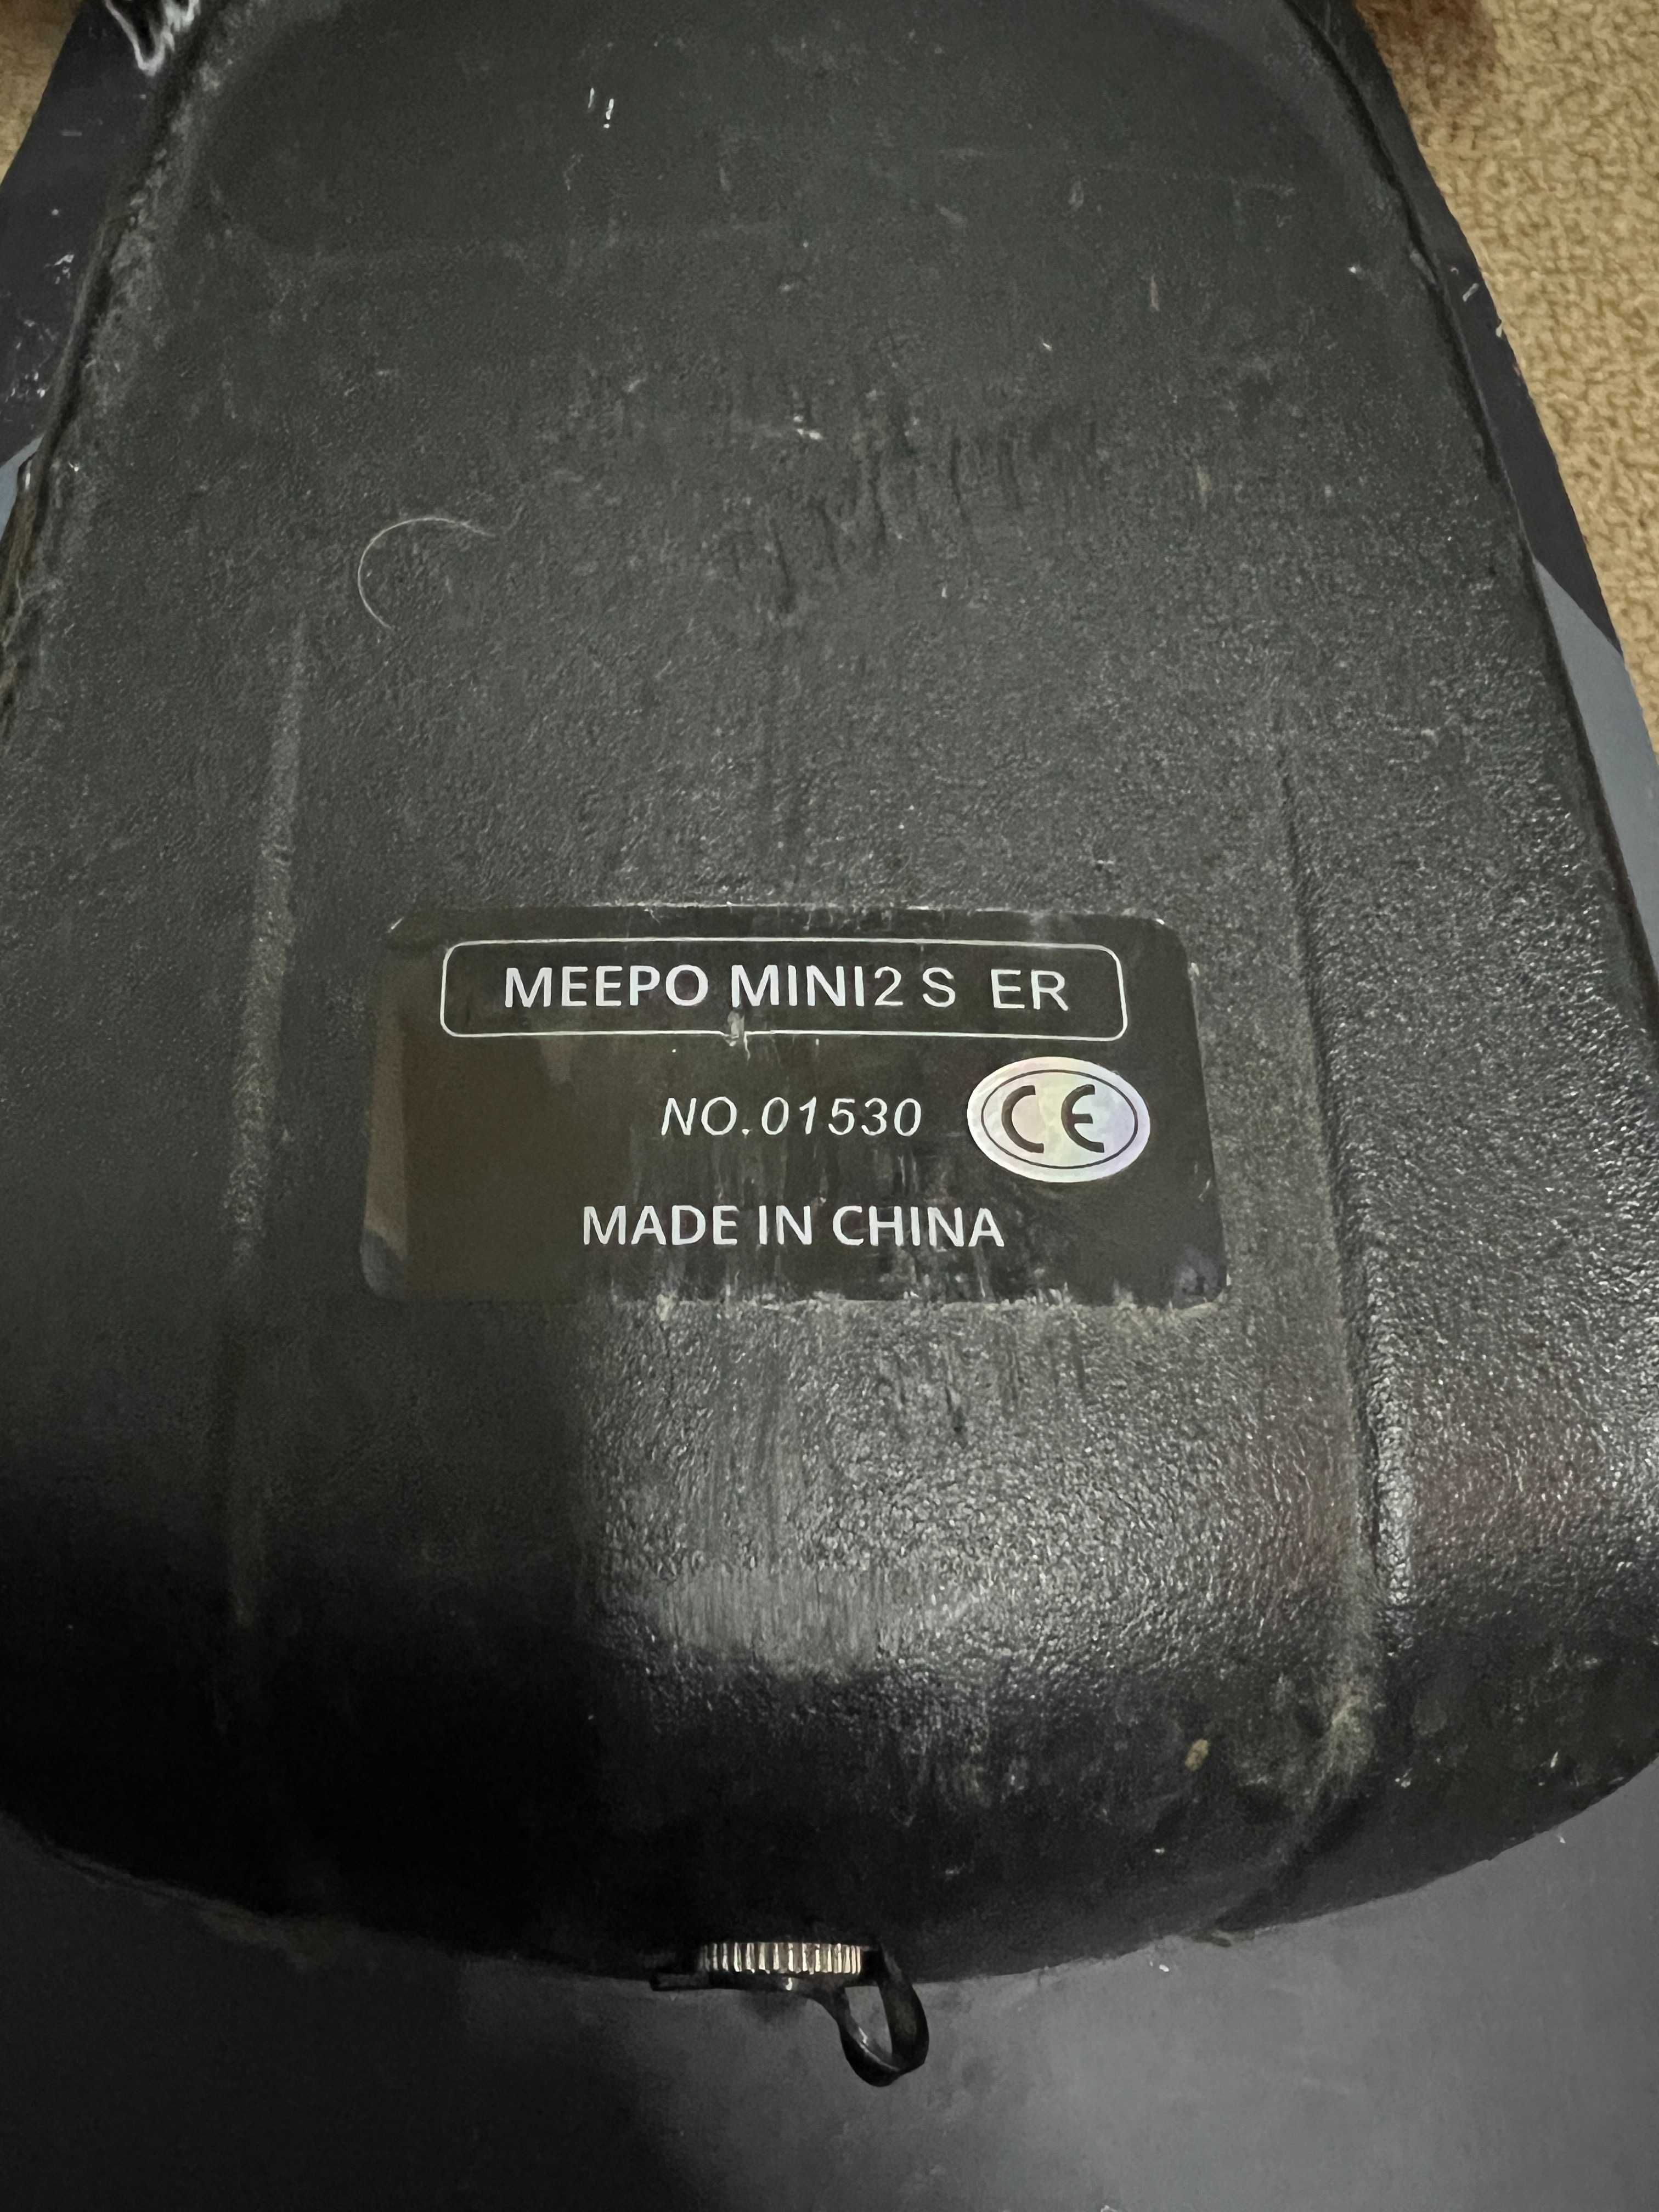 MEEPO MINI2 S ER
NO.01530 CE
MADE IN CHINA